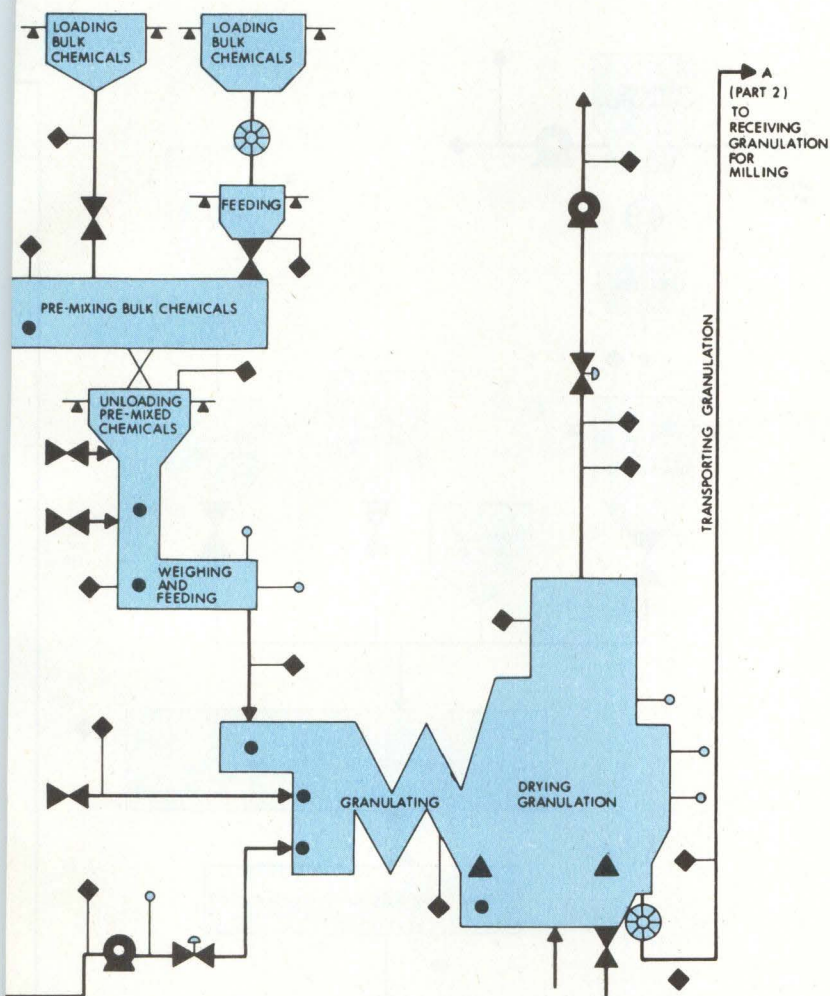 LOADING
BULK
CHEMICALS
LOADING
BULK
CHEMICALS
A
(PART 2)
TO
RECEIVING
GRANULATION
FOR
MILLING
FEEDING
PRE-MIXING BULK CHEMICALS
UNLOADING
PRE-MIXED
CHEMICALS
TRANSPORTING GRANULATION
WEIGHING
AND
FEEDING
GRANULATING
DRYING
GRANULATION